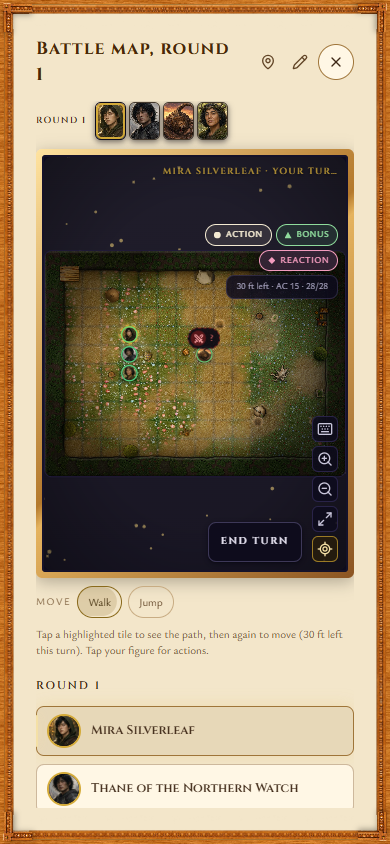 Battle map, round
1
ROUND 1
MIRA SILVERLEAF · YOUR TUR…
ACTION
BONUS
REACTION
30 ft left · AC 15 · 28/28
END TURN
MOVE
Walk
Jump
Tap a highlighted tile to see the path, then again to move (30 ft left
this turn). Tap your figure for actions.
ROUND 1
Mira Silverleaf
Thane of the Northern Watch